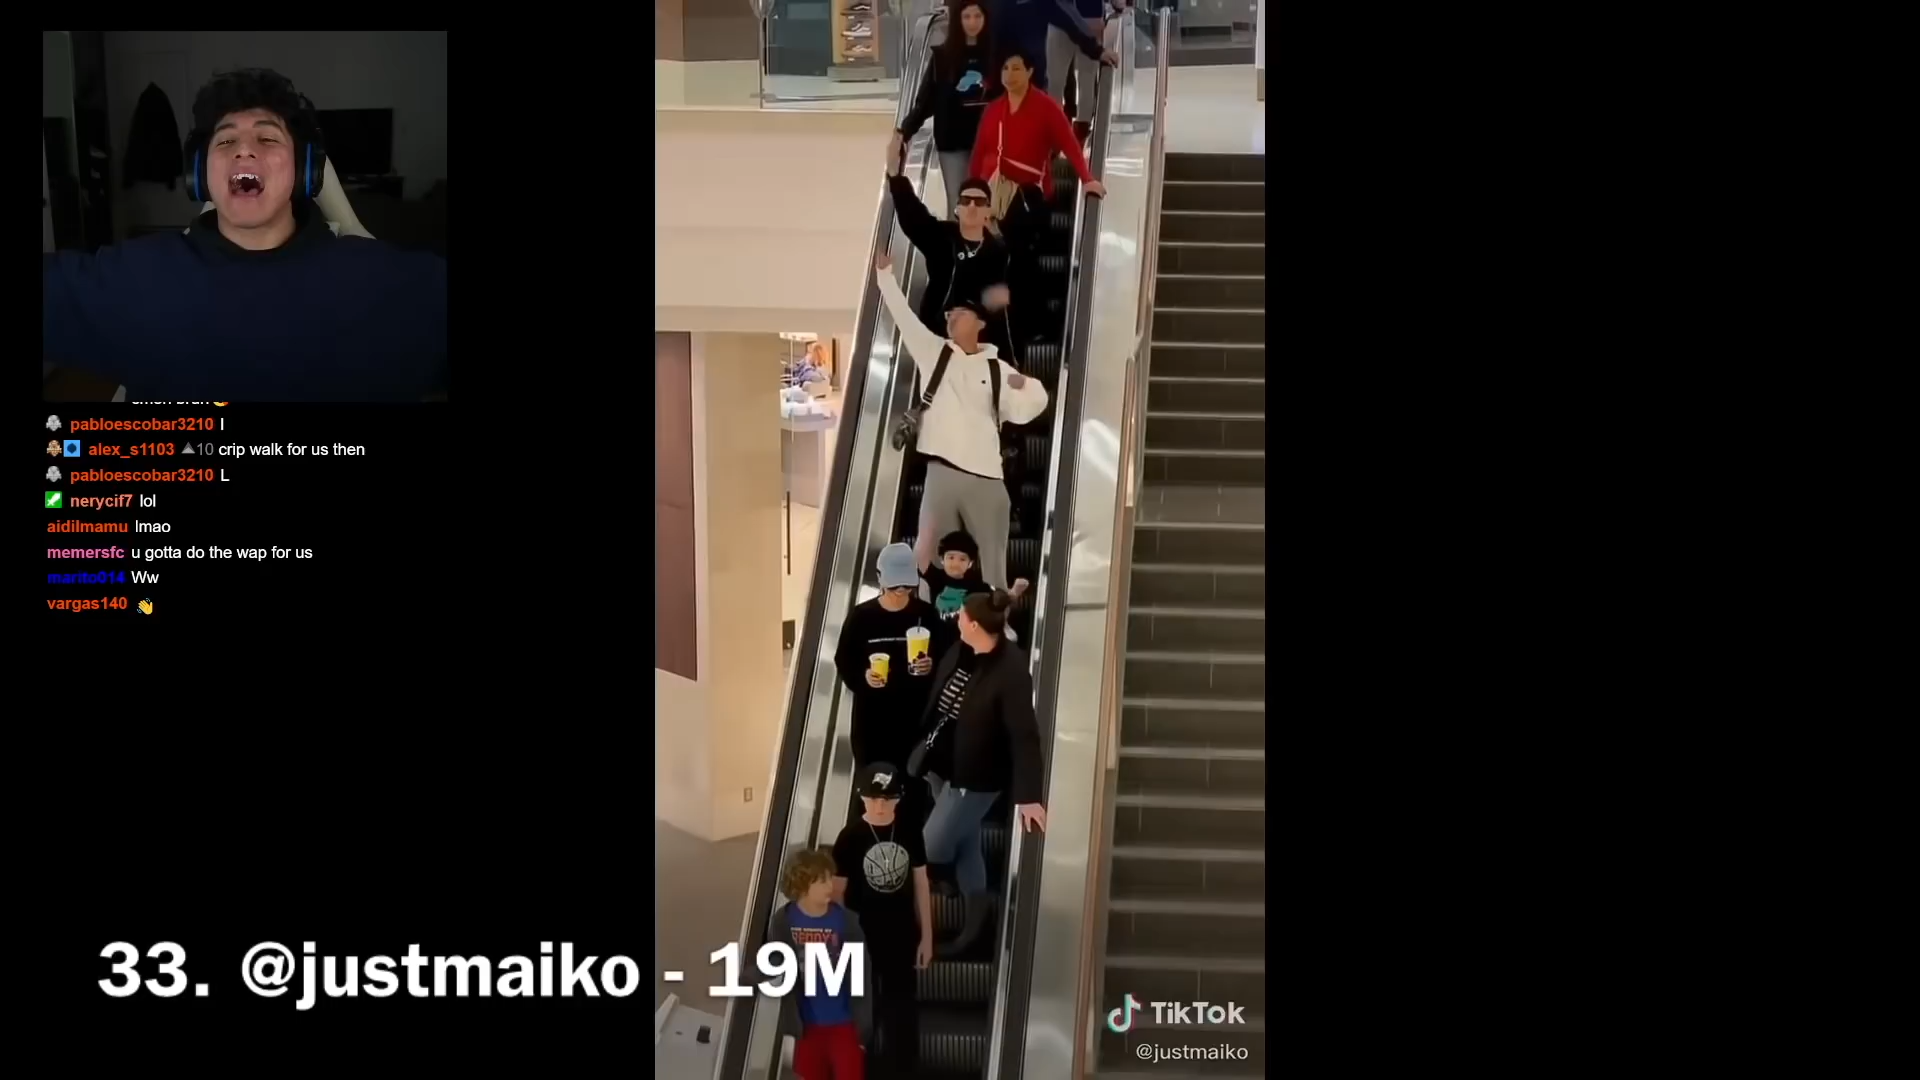 pabloescobar3210 I
alex_s1103 10 crip walk for us then
pabloescobar3210 L
nerycif7 lol
aidilmamu lmao
memersfc u gotta do the wap for us
marito014 Ww
vargas140 👋
33. @justmaiko - 19M
TikTok
@justmaiko